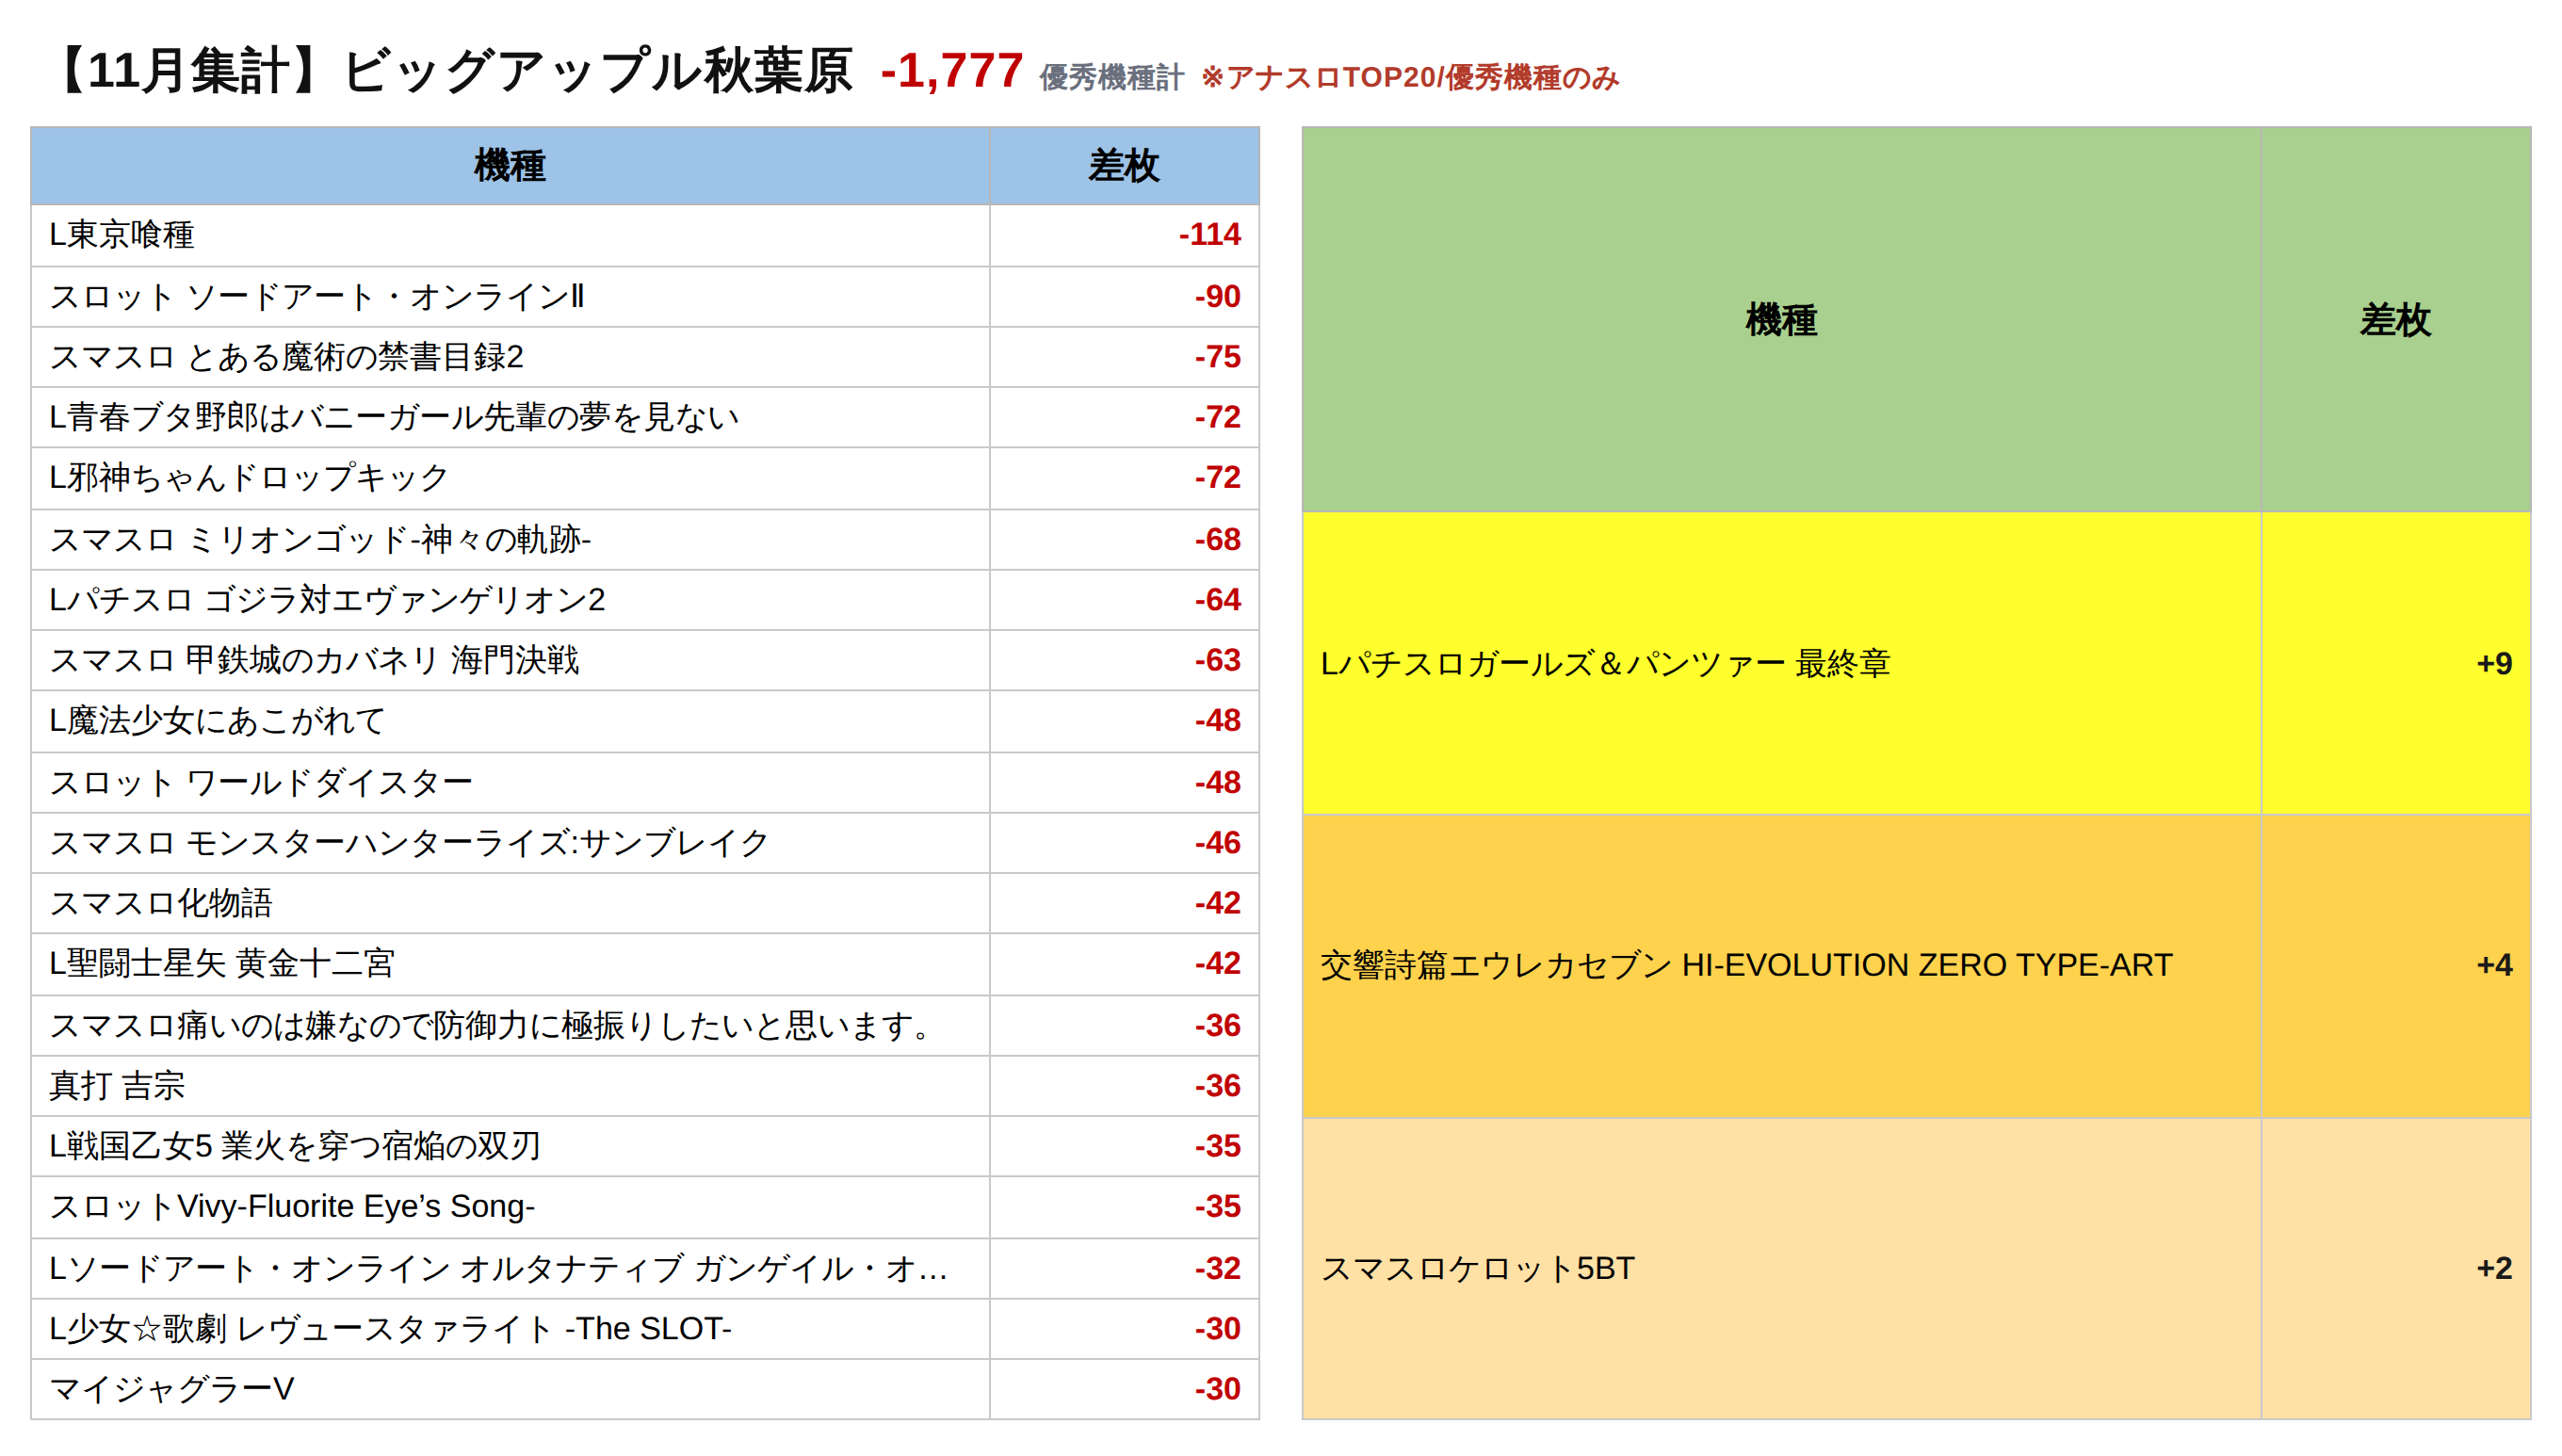 【11月集計】ビッグアップル秋葉原 -1,777 優秀機種計 ※アナスロTOP20/優秀機種のみ
機種 差枚
L東京喰種 -114
スロット ソードアート・オンラインⅡ -90
スマスロ とある魔術の禁書目録2 -75
L青春ブタ野郎はバニーガール先輩の夢を見ない -72
L邪神ちゃんドロップキック -72
スマスロ ミリオンゴッド-神々の軌跡- -68
Lパチスロ ゴジラ対エヴァンゲリオン2 -64
スマスロ 甲鉄城のカバネリ 海門決戦 -63
L魔法少女にあこがれて -48
スロット ワールドダイスター -48
スマスロ モンスターハンターライズ:サンブレイク -46
スマスロ化物語 -42
L聖闘士星矢 黄金十二宮 -42
スマスロ痛いのは嫌なので防御力に極振りしたいと思います。 -36
真打 吉宗 -36
L戦国乙女5 業火を穿つ宿焔の双刃 -35
スロットVivy-Fluorite Eye’s Song- -35
Lソードアート・オンライン オルタナティブ ガンゲイル・オ… -32
L少女☆歌劇 レヴュースタァライト -The SLOT- -30
マイジャグラーV -30
機種 差枚
Lパチスロガールズ＆パンツァー 最終章 +9
交響詩篇エウレカセブン HI-EVOLUTION ZERO TYPE-ART +4
スマスロケロット5BT +2